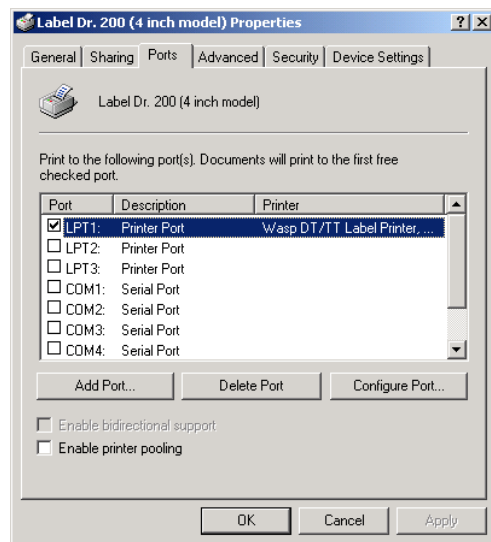 Label Dr. 200 (4 inch model) Properties
General Sharing Ports Advanced Security Device Settings
Label Dr. 200 (4 inch model)
Print to the following port(s). Documents will print to the first free
checked port.
Port Description Printer
LPT1: Printer Port Wasp DT/TT Label Printer, ...
LPT2: Printer Port
LPT3: Printer Port
COM1: Serial Port
COM2: Serial Port
COM3: Serial Port
COM4: Serial Port
Add Port... Delete Port Configure Port...
Enable bidirectional support
Enable printer pooling
OK Cancel Apply